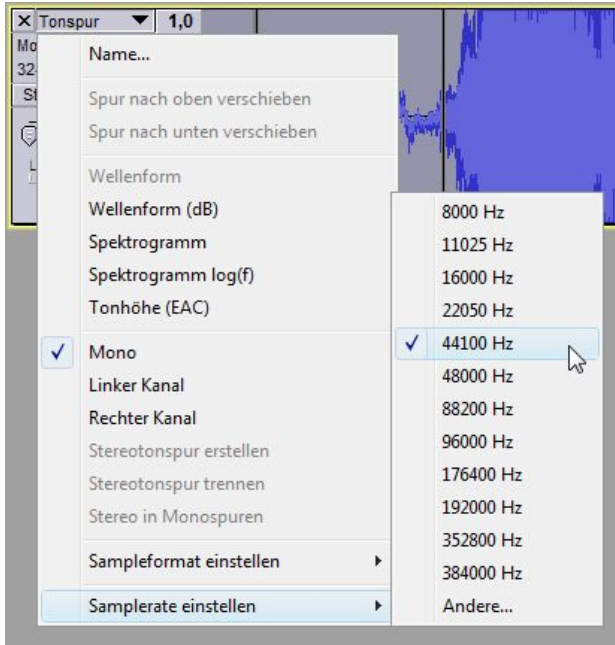 Tonspur 1,0
Mo
32
St
L
Name...
Spur nach oben verschieben
Spur nach unten verschieben
Wellenform
Wellenform (dB)
Spektrogramm
Spektrogramm log(f)
Tonhöhe (EAC)
Mono
Linker Kanal
Rechter Kanal
Stereotonspur erstellen
Stereotonspur trennen
Stereo in Monospuren
Sampleformat einstellen
Samplerate einstellen
8000 Hz
11025 Hz
16000 Hz
22050 Hz
44100 Hz
48000 Hz
88200 Hz
96000 Hz
176400 Hz
192000 Hz
352800 Hz
384000 Hz
Andere...